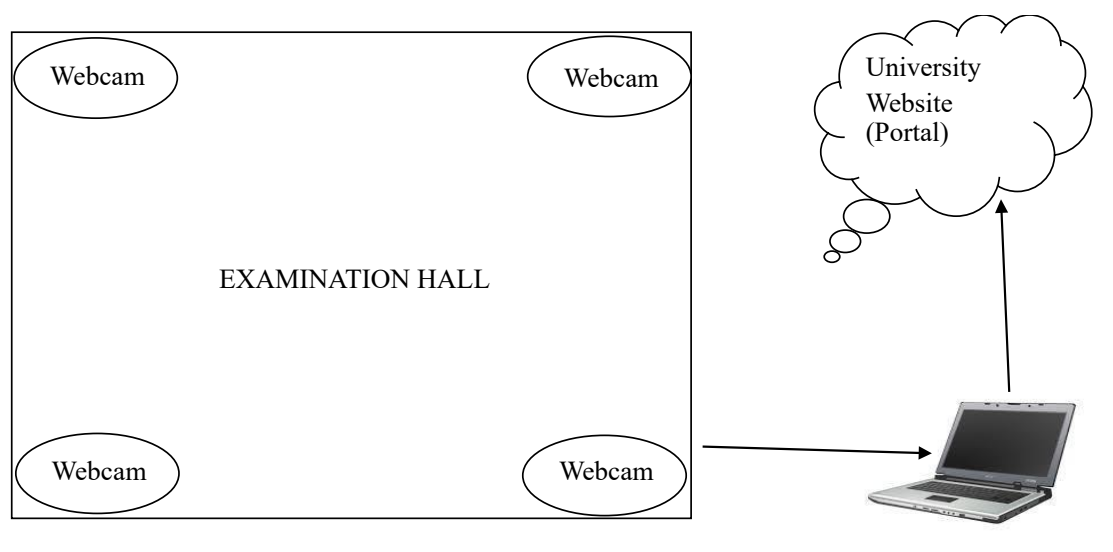 Webcam
Webcam
University
Website
(Portal)
EXAMINATION HALL
Webcam
Webcam